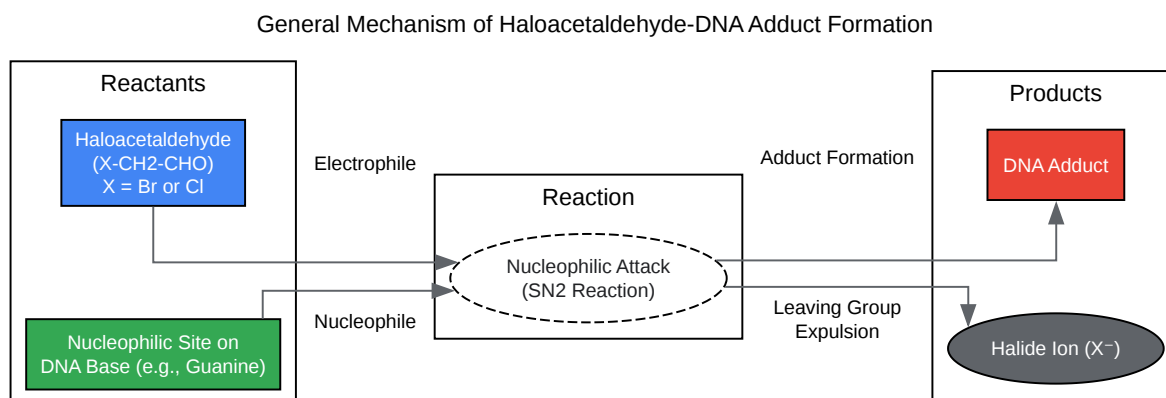 General Mechanism of Haloacetaldehyde-DNA Adduct Formation
Reactants
Haloacetaldehyde
(X-CH2-CHO)
X = Br or Cl
Nucleophilic Site on
DNA Base (e.g., Guanine)
Electrophile
Nucleophile
Reaction
Nucleophilic Attack
(SN2 Reaction)
Adduct Formation
Leaving Group
Expulsion
Products
DNA Adduct
Halide Ion (X⁻)